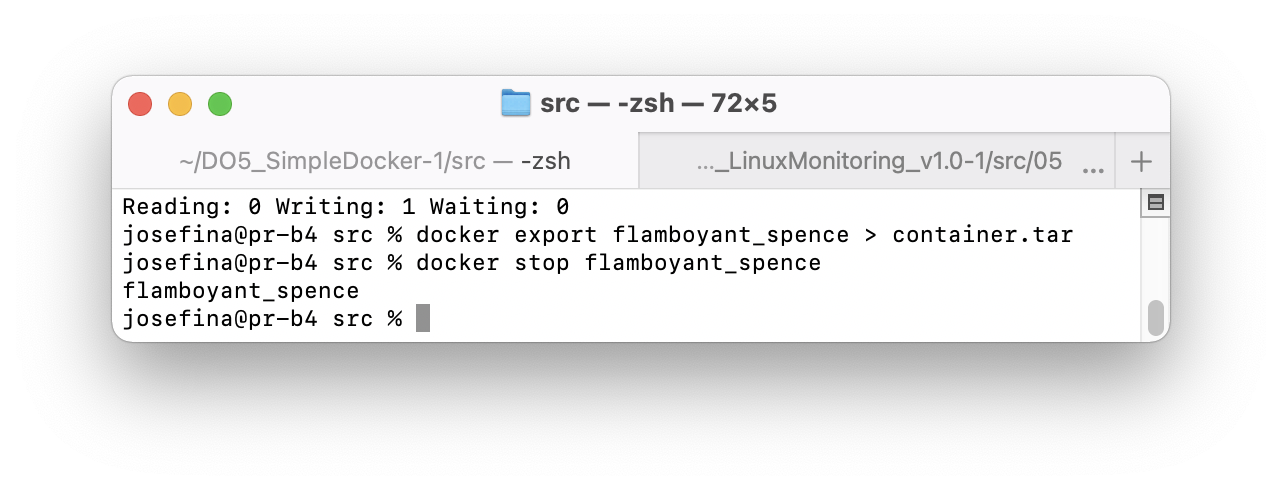 src — -zsh — 72×5
~/DO5_SimpleDocker-1/src — -zsh
..._LinuxMonitoring_v1.0-1/src/05 ...
Reading: 0 Writing: 1 Waiting: 0
josefina@pr-b4 src % docker export flamboyant_spence > container.tar
josefina@pr-b4 src % docker stop flamboyant_spence
flamboyant_spence
josefina@pr-b4 src %